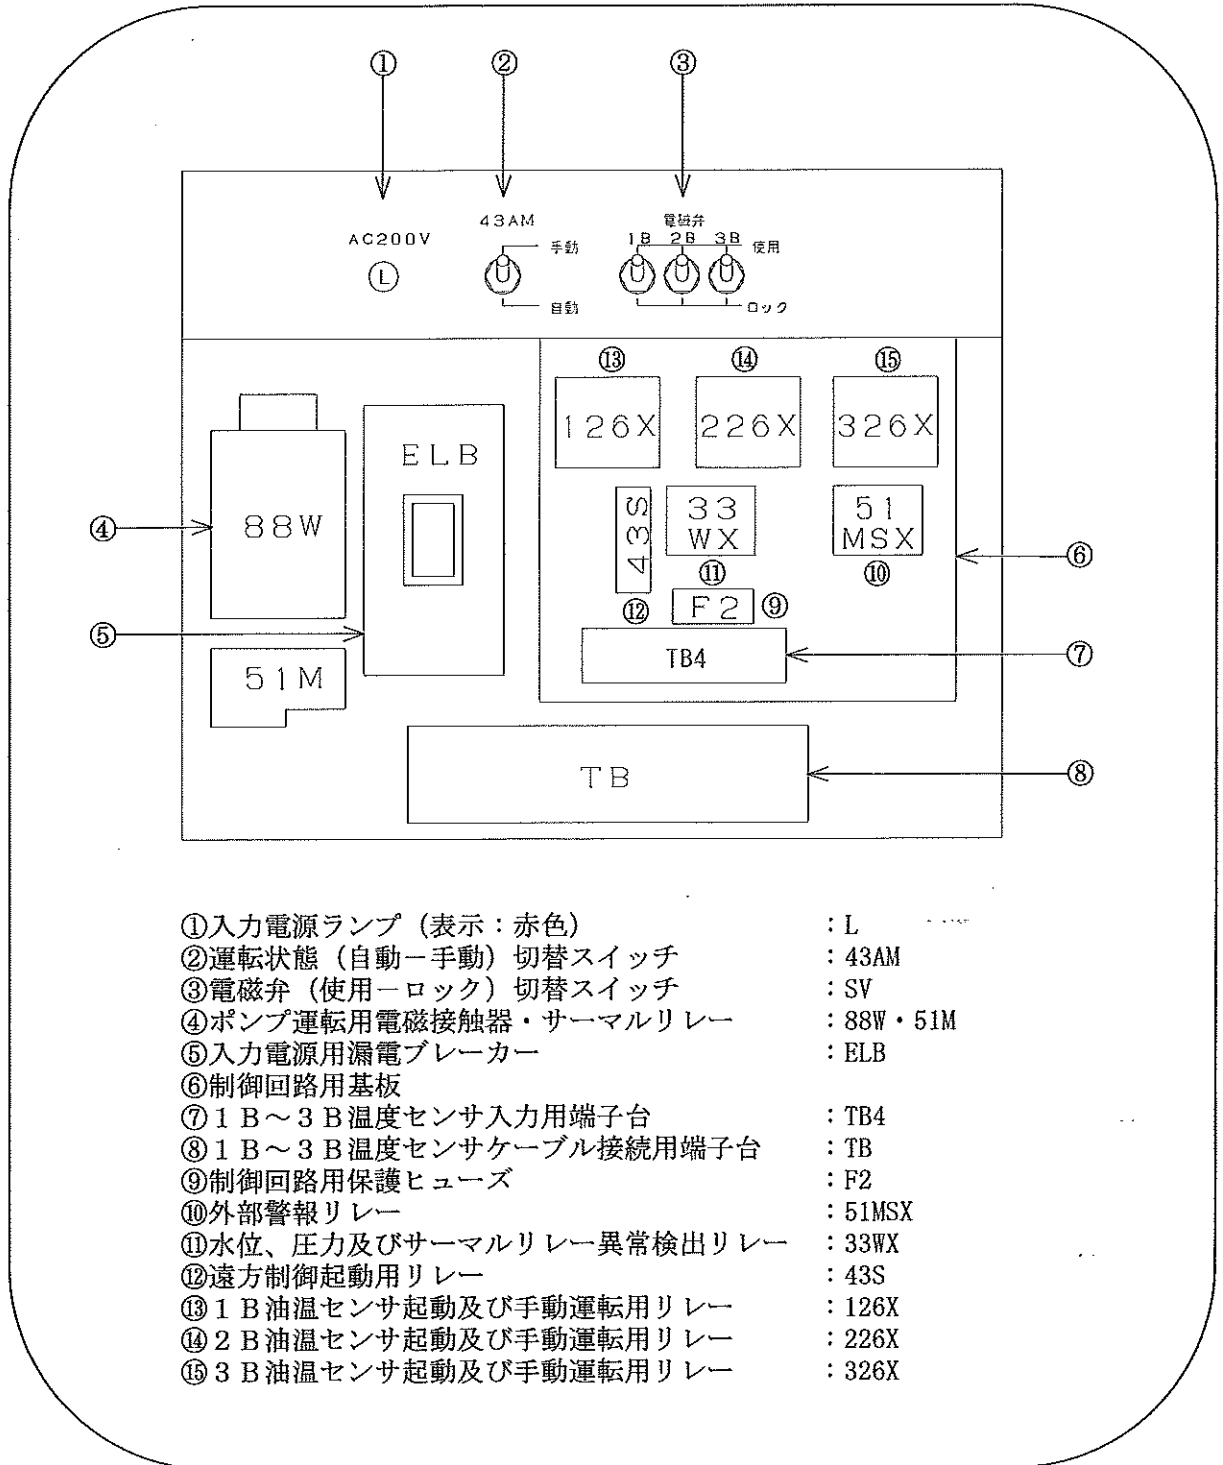 ① ② ③
43AM
電磁弁
AC200V
手動
1B 2B 3B
使用
L
自動
ロック
⑬ ⑭ ⑮
126X 226X 326X
ELB
④
88W
43S
33
WX
51
MSX
⑥
⑪
⑩
⑫
F2 ⑨
⑤
TB4
⑦
51M
TB
⑧
①入力電源ランプ(表示:赤色) :L
②運転状態(自動-手動)切替スイッチ :43AM
③電磁弁(使用-ロック)切替スイッチ :SV
④ポンプ運転用電磁接触器・サーマルリレー :88W・51M
⑤入力電源用漏電ブレーカー :ELB
⑥制御回路用基板
⑦1B~3B温度センサ入力用端子台 :TB4
⑧1B~3B温度センサケーブル接続用端子台 :TB
⑨制御回路用保護ヒューズ :F2
⑩外部警報リレー :51MSX
⑪水位、圧力及びサーマルリレー異常検出リレー :33WX
⑫遠方制御起動用リレー :43S
⑬1B油温センサ起動及び手動運転用リレー :126X
⑭2B油温センサ起動及び手動運転用リレー :226X
⑮3B油温センサ起動及び手動運転用リレー :326X